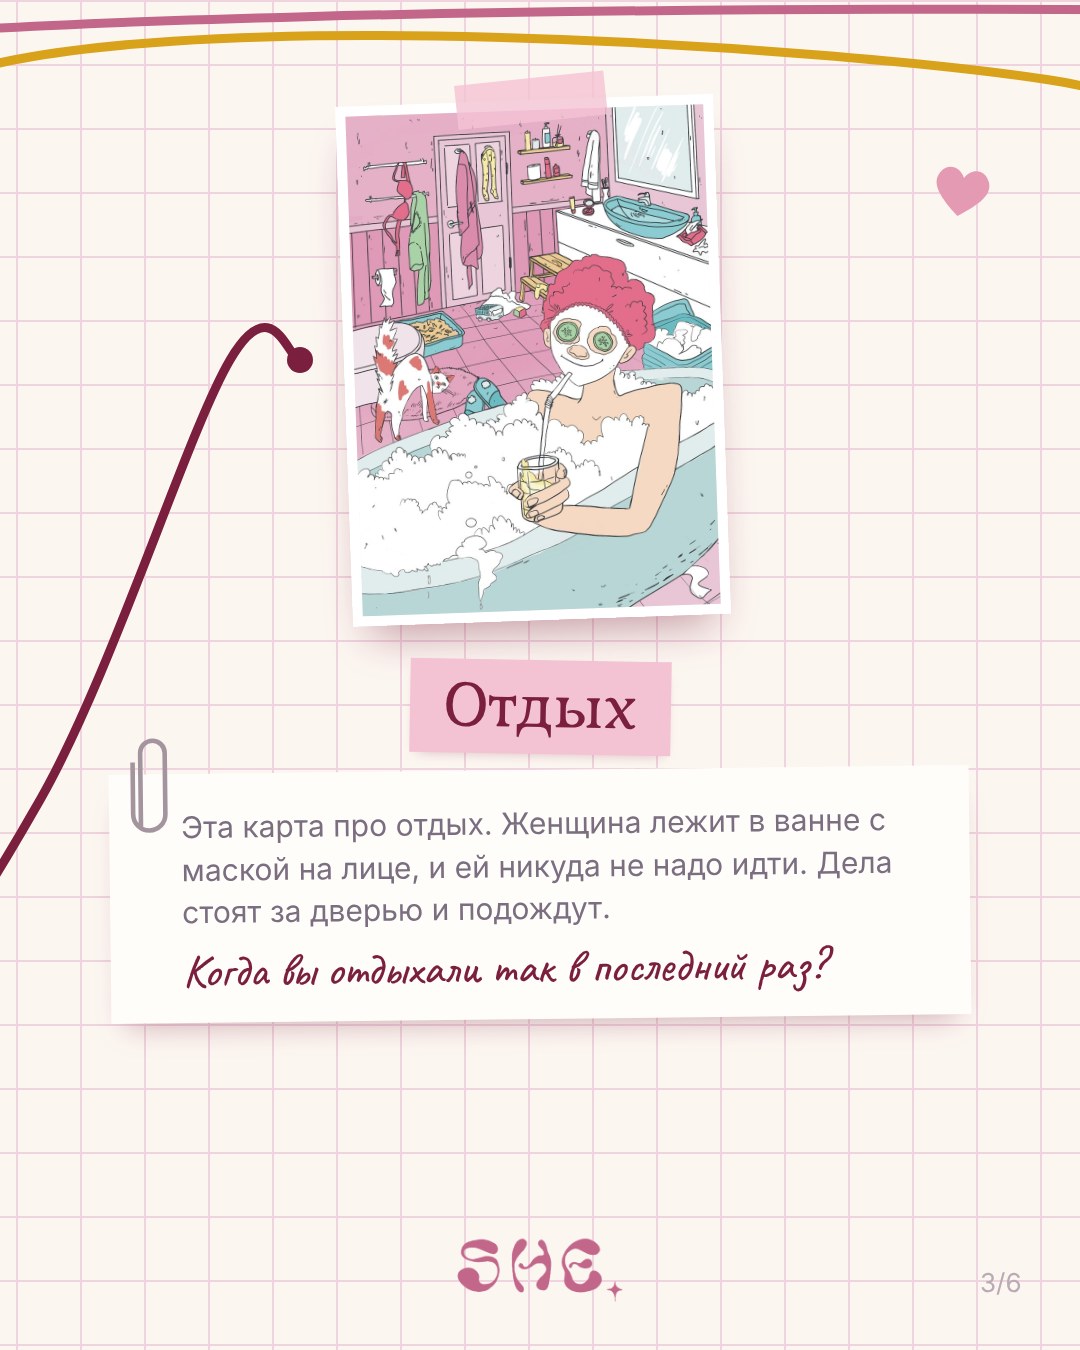 Отдых
Эта карта про отдых. Женщина лежит в ванне с
маской на лице, и ей никуда не надо идти. Дела
стоят за дверью и подождут.
Когда вы отдыхали так в последний раз?
SHE
3/6